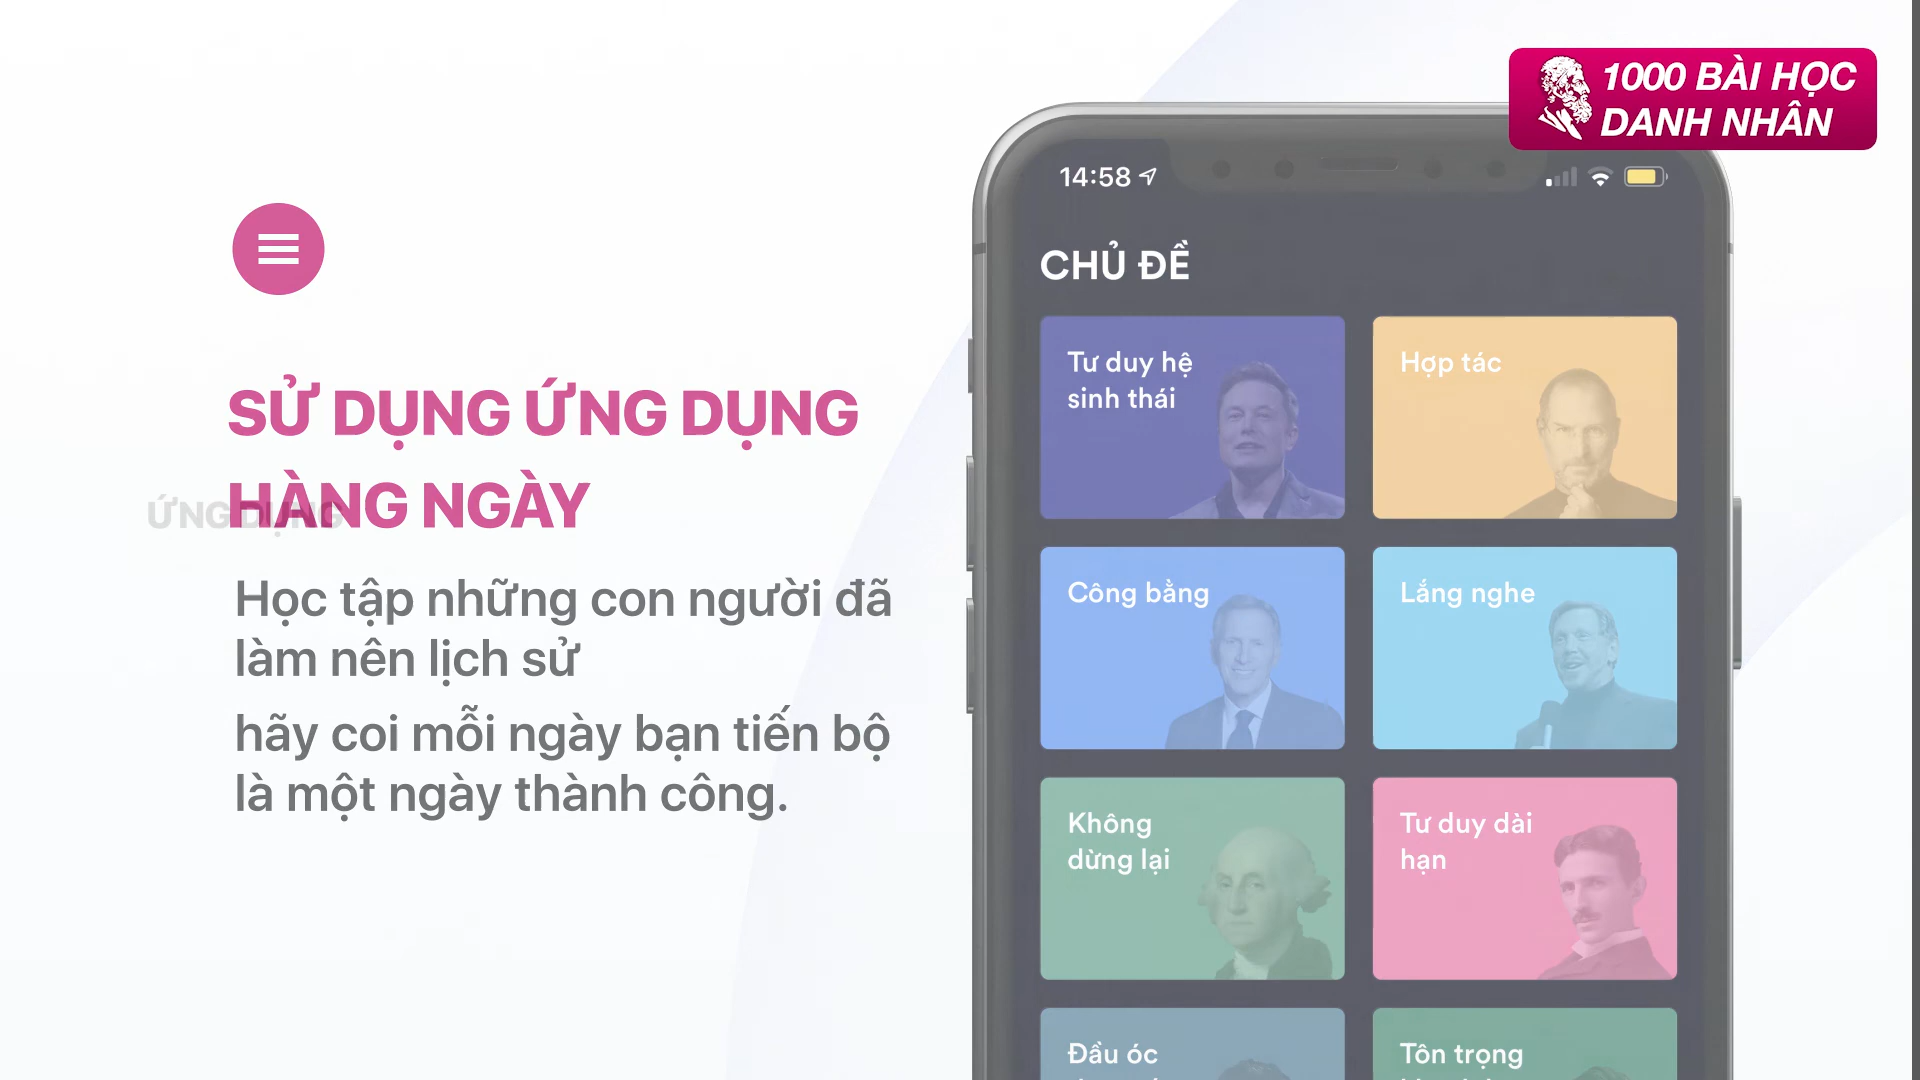 1000 BÀI HỌC
DANH NHÂN
SỬ DỤNG ỨNG DỤNG
HÀNG NGÀY
ỨNG DỤNG
Học tập những con người đã
làm nên lịch sử
hãy coi mỗi ngày bạn tiến bộ
là một ngày thành công.
14:58
CHỦ ĐỀ
Tư duy hệ
sinh thái
Hợp tác
Công bằng
Lắng nghe
Không
dừng lại
Tư duy dài
hạn
Đầu óc
Tôn trọng